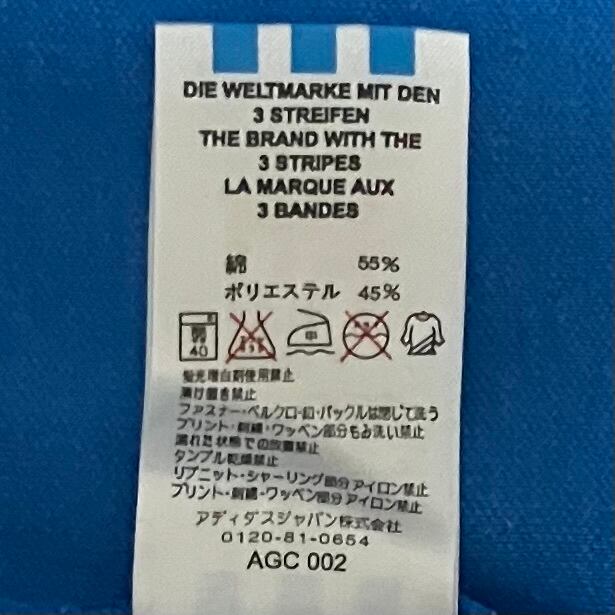 DIE WELTMARKE MIT DEN
3 STREIFEN
THE BRAND WITH THE
3 STRIPES
LA MARQUE AUX
3 BANDES
綿 55%
ポリエステル 45%
40
中
蛍光増白剤使用禁止
漬け置き禁止
ファスナー・ベルクロ・釦・バックルは閉じて洗う
プリント・刺繍・ワッペン部分もみ洗い禁止
濡れた状態での放置禁止
タンブル乾燥禁止
リブニット・シャーリング部分アイロン禁止
プリント・刺繍・ワッペン部分アイロン禁止
アディダスジャパン株式会社
0120-81-0654
AGC 002